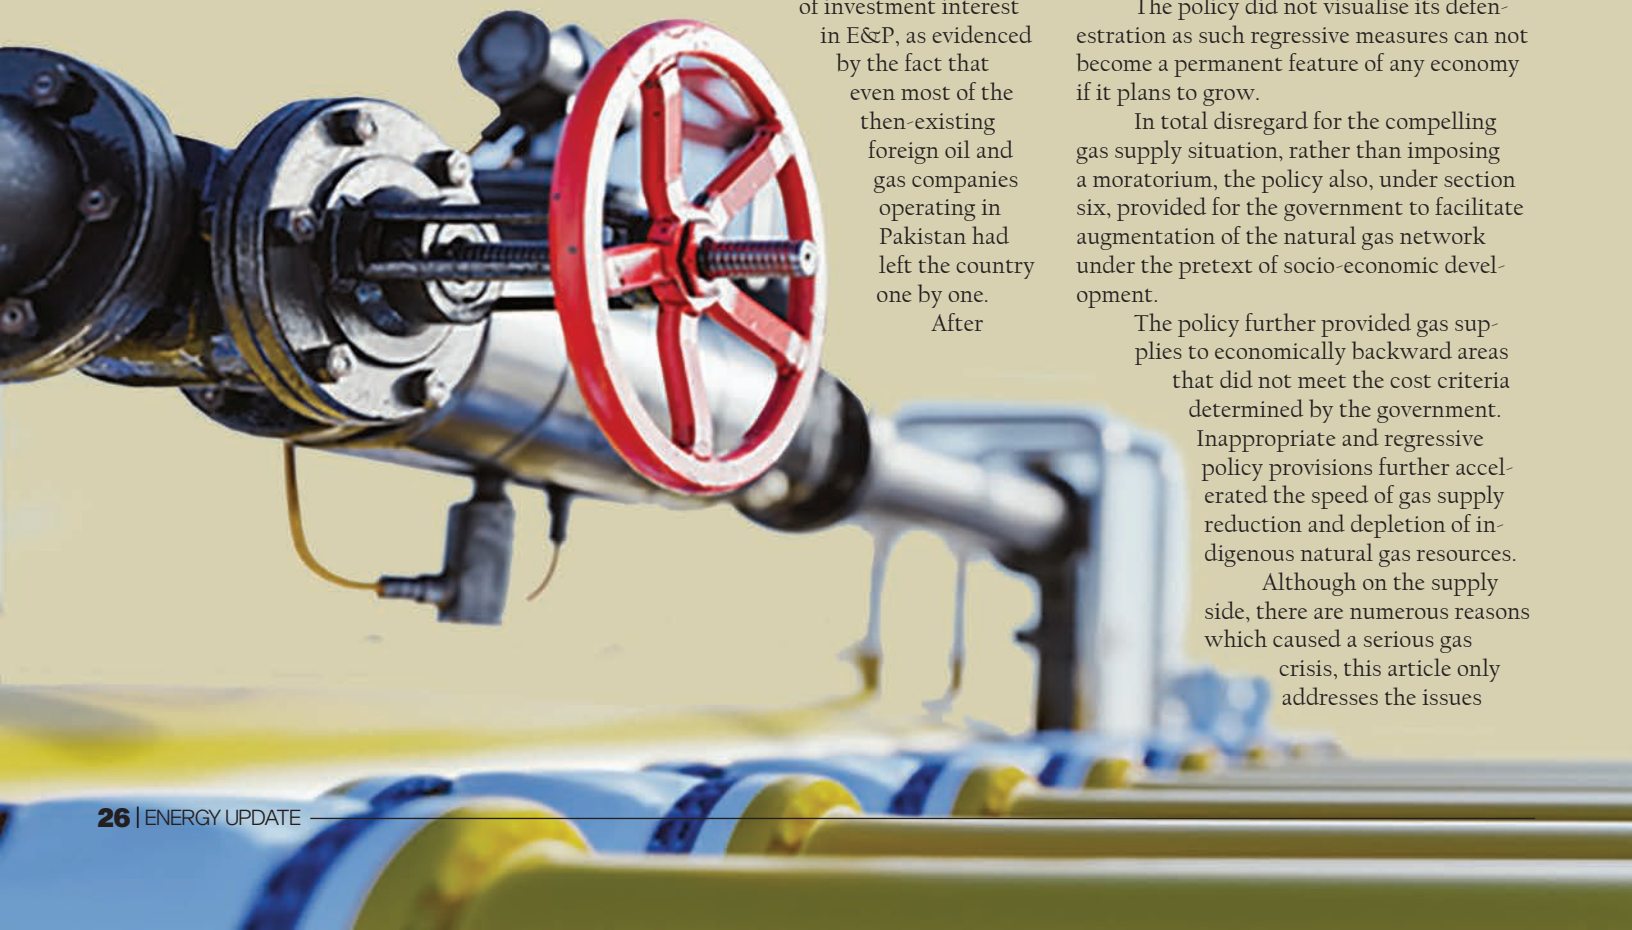 of investment interest
in E&P, as evidenced
by the fact that
even most of the
then-existing
foreign oil and
gas companies
operating in
Pakistan had
left the country
one by one.
After
The policy did not visualise its defen-
estration as such regressive measures can not
become a permanent feature of any economy
if it plans to grow.
In total disregard for the compelling
gas supply situation, rather than imposing
a moratorium, the policy also, under section
six, provided for the government to facilitate
augmentation of the natural gas network
under the pretext of socio-economic devel-
opment.
The policy further provided gas sup-
plies to economically backward areas
that did not meet the cost criteria
determined by the government.
Inappropriate and regressive
policy provisions further accel-
erated the speed of gas supply
reduction and depletion of in-
digenous natural gas resources.
Although on the supply
side, there are numerous reasons
which caused a serious gas
crisis, this article only
addresses the issues
26 | ENERGY UPDATE